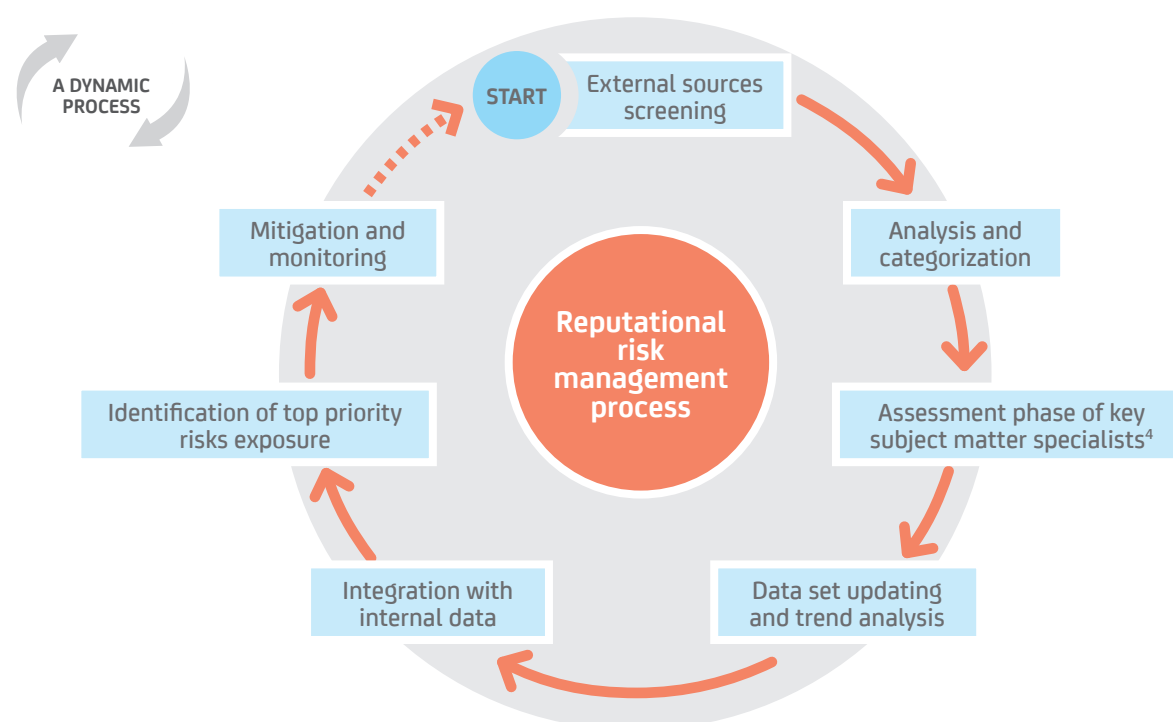 A DYNAMIC
PROCESS
START
External sources
screening
Analysis and
categorization
Assessment phase of key
subject matter specialists⁴
Data set updating
and trend analysis
Integration with
internal data
Identification of top priority
risks exposure
Mitigation and
monitoring
Reputational
risk
management
process